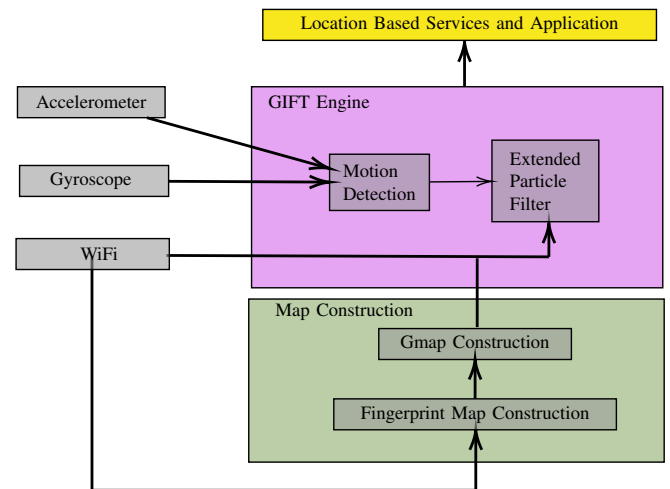 Location Based Services and Application
GIFT Engine
Accelerometer
Gyroscope
Motion
Detection
Extended
Particle
Filter
WiFi
Map Construction
Gmap Construction
Fingerprint Map Construction